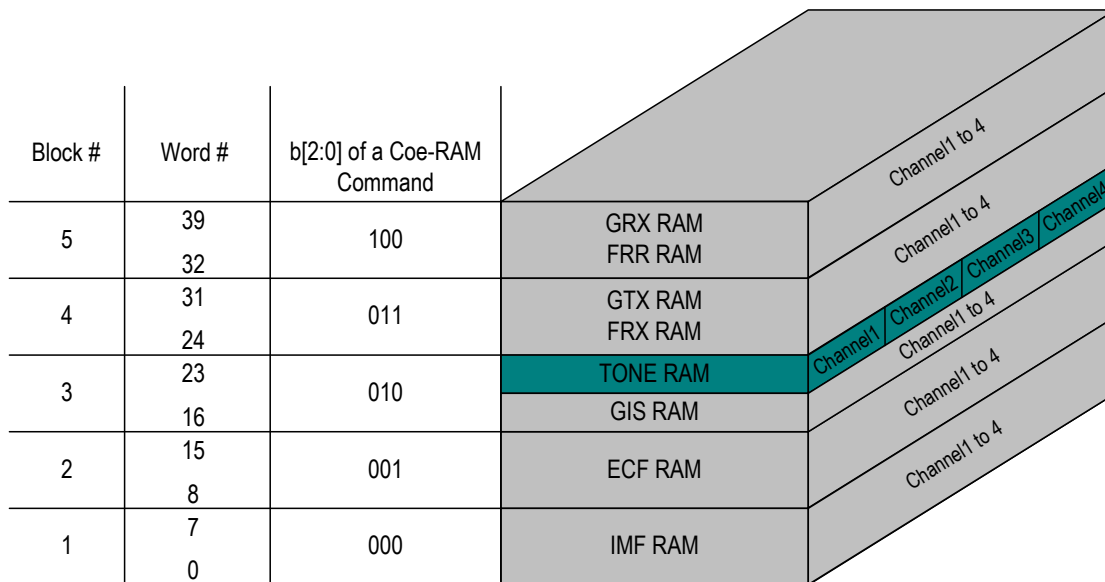 Block #
Word #
b[2:0] of a Coe-RAM
Command
5
39
32
100
GRX RAM
FRR RAM
Channel1 to 4
4
31
24
011
GTX RAM
FRX RAM
Channel1 to 4
3
23
16
010
TONE RAM
Channel1
Channel2
Channel3
Channel4
GIS RAM
Channel1 to 4
2
15
8
001
ECF RAM
Channel1 to 4
1
7
0
000
IMF RAM
Channel1 to 4